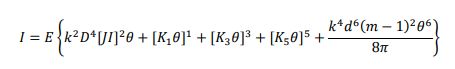 I = E {k²D⁴[JI]²θ + [K₁θ]¹ + [K₃θ]³ + [K₅θ]⁵ + k⁴d⁶(m − 1)²θ⁶ / 8π}